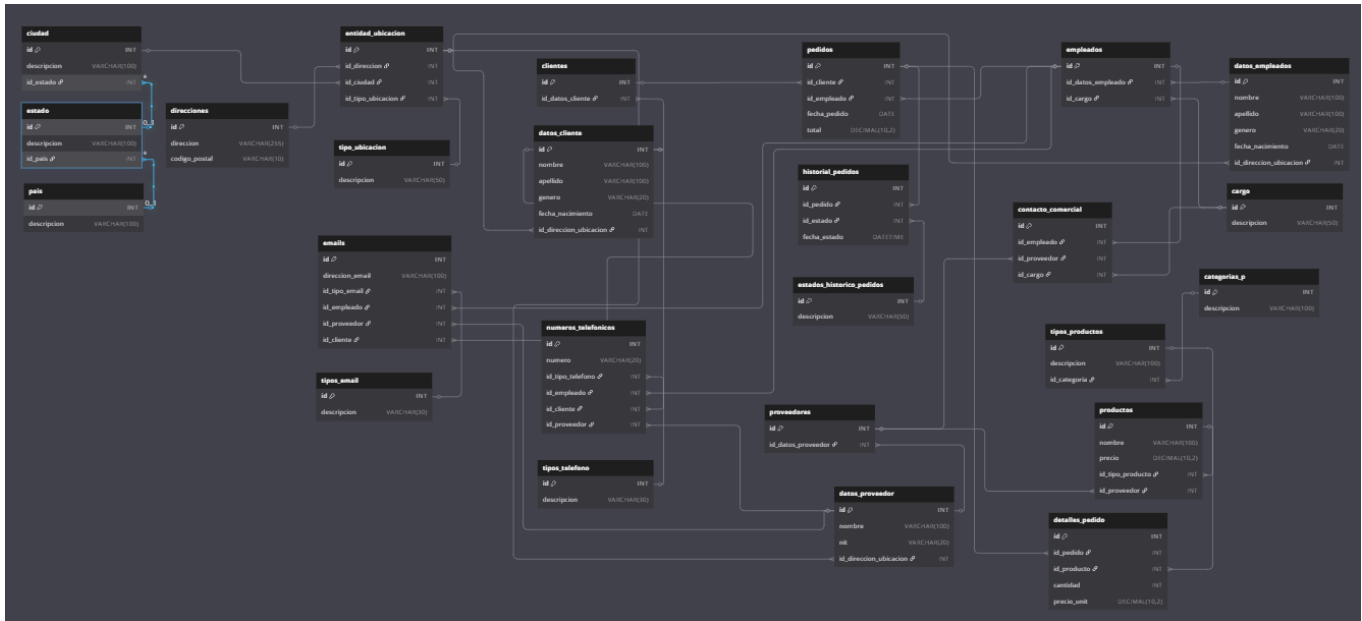 ciudad
id INT
descripcion VARCHAR(100)
id_estado INT
estado
id INT
descripcion VARCHAR(100)
id_pais INT
pais
id INT
descripcion VARCHAR(100)
direcciones
id INT
direccion VARCHAR(255)
codigo_postal VARCHAR(10)
entidad_ubicacion
id INT
id_direccion INT
id_ciudad INT
id_tipo_ubicacion INT
tipo_ubicacion
id INT
descripcion VARCHAR(50)
emails
id INT
direccion_email VARCHAR(100)
id_tipo_email INT
id_empleado INT
id_proveedor INT
id_cliente INT
tipos_email
id INT
descripcion VARCHAR(30)
clientes
id INT
id_datos_cliente INT
datos_cliente
id INT
nombre VARCHAR(100)
apellido VARCHAR(100)
genero VARCHAR(20)
fecha_nacimiento DATE
id_direccion_ubicacion INT
numeros_telefonicos
id INT
numero VARCHAR(20)
id_tipo_telefono INT
id_empleado INT
id_cliente INT
id_proveedor INT
tipos_telefono
id INT
descripcion VARCHAR(30)
pedidos
id INT
id_cliente INT
id_empleado INT
fecha_pedido DATE
total DECIMAL(10,2)
historial_pedidos
id INT
id_pedido INT
id_estado INT
fecha_estado DATETIME
estados_historico_pedidos
id INT
descripcion VARCHAR(50)
proveedores
id INT
id_datos_proveedor INT
datos_proveedor
id INT
nombre VARCHAR(100)
nit VARCHAR(20)
id_direccion_ubicacion INT
empleados
id INT
id_datos_empleado INT
id_cargo INT
contacto_comercial
id INT
id_empleado INT
id_proveedor INT
id_cargo INT
datos_empleados
id INT
nombre VARCHAR(100)
apellido VARCHAR(100)
genero VARCHAR(20)
fecha_nacimiento DATE
id_direccion_ubicacion INT
cargo
id INT
descripcion VARCHAR(50)
categorias_p
id INT
descripcion VARCHAR(100)
tipos_productos
id INT
descripcion VARCHAR(100)
id_categoria INT
productos
id INT
nombre VARCHAR(100)
precio DECIMAL(10,2)
id_tipo_producto INT
id_proveedor INT
detalles_pedido
id INT
id_pedido INT
id_producto INT
cantidad INT
precio_unit DECIMAL(10,2)